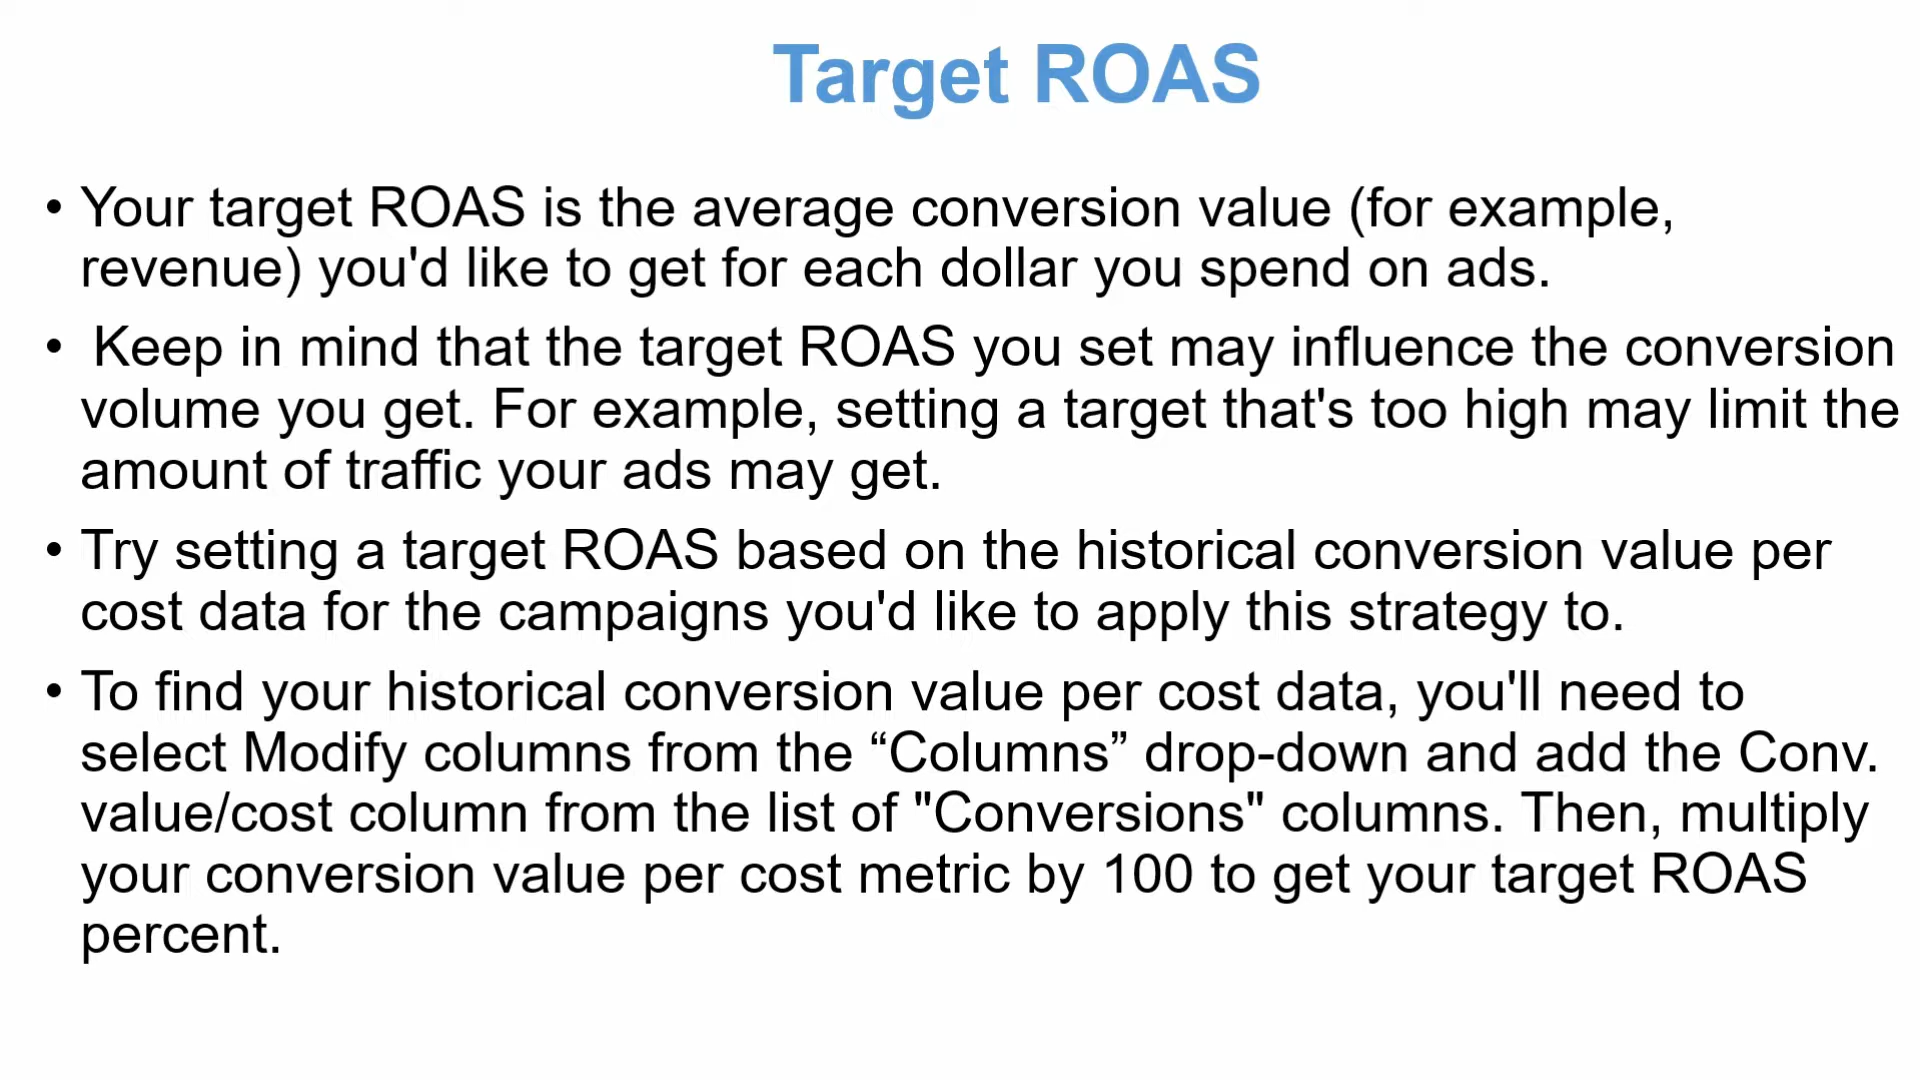 Target ROAS
• Your target ROAS is the average conversion value (for example,
revenue) you'd like to get for each dollar you spend on ads.
• Keep in mind that the target ROAS you set may influence the conversion
volume you get. For example, setting a target that's too high may limit the
amount of traffic your ads may get.
• Try setting a target ROAS based on the historical conversion value per
cost data for the campaigns you'd like to apply this strategy to.
• To find your historical conversion value per cost data, you'll need to
select Modify columns from the “Columns” drop-down and add the Conv.
value/cost column from the list of "Conversions" columns. Then, multiply
your conversion value per cost metric by 100 to get your target ROAS
percent.